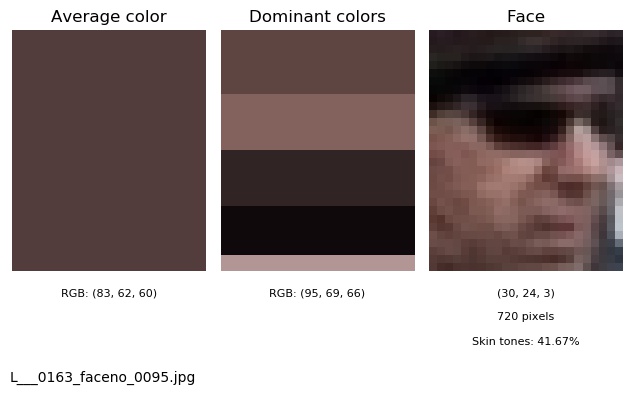 Average color
Dominant colors
Face
RGB: (83, 62, 60)
RGB: (95, 69, 66)
(30, 24, 3)
720 pixels
Skin tones: 41.67%
L___0163_faceno_0095.jpg